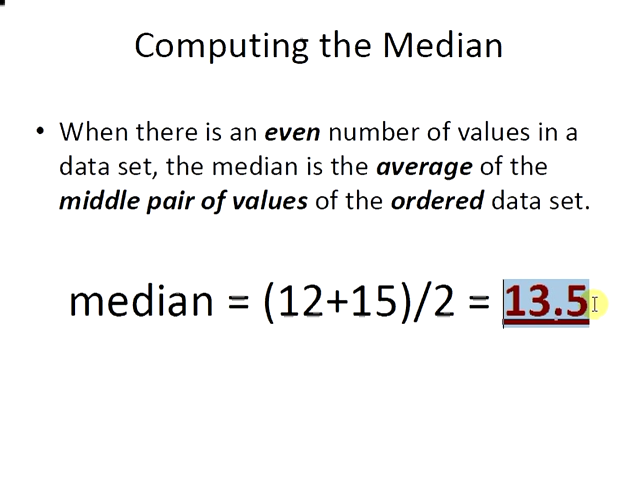 Computing the Median
• When there is an even number of values in a
data set, the median is the average of the
middle pair of values of the ordered data set.
median = (12+15)/2 = 13.5